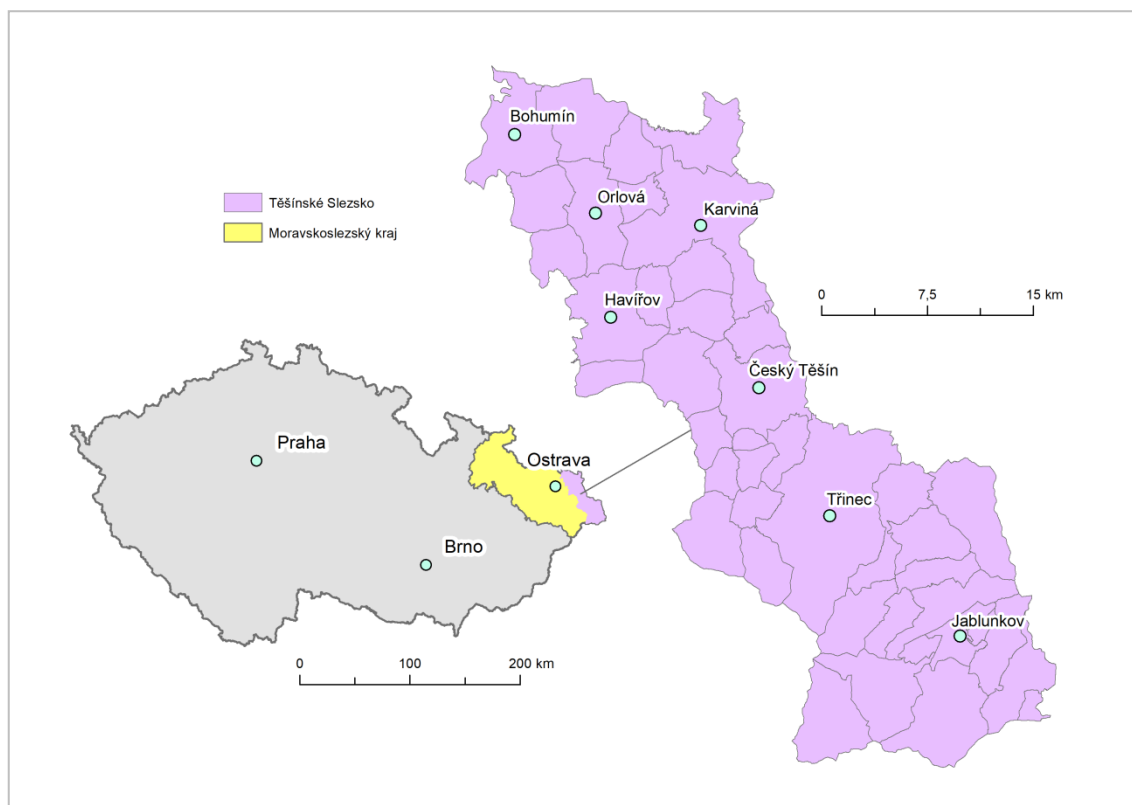 Bohumín
Orlová
Karviná
Těšínské Slezsko
Moravskoslezský kraj
0 7,5 15 km
Havířov
Český Těšín
Praha
Ostrava
Třinec
Brno
Jablunkov
0 100 200 km